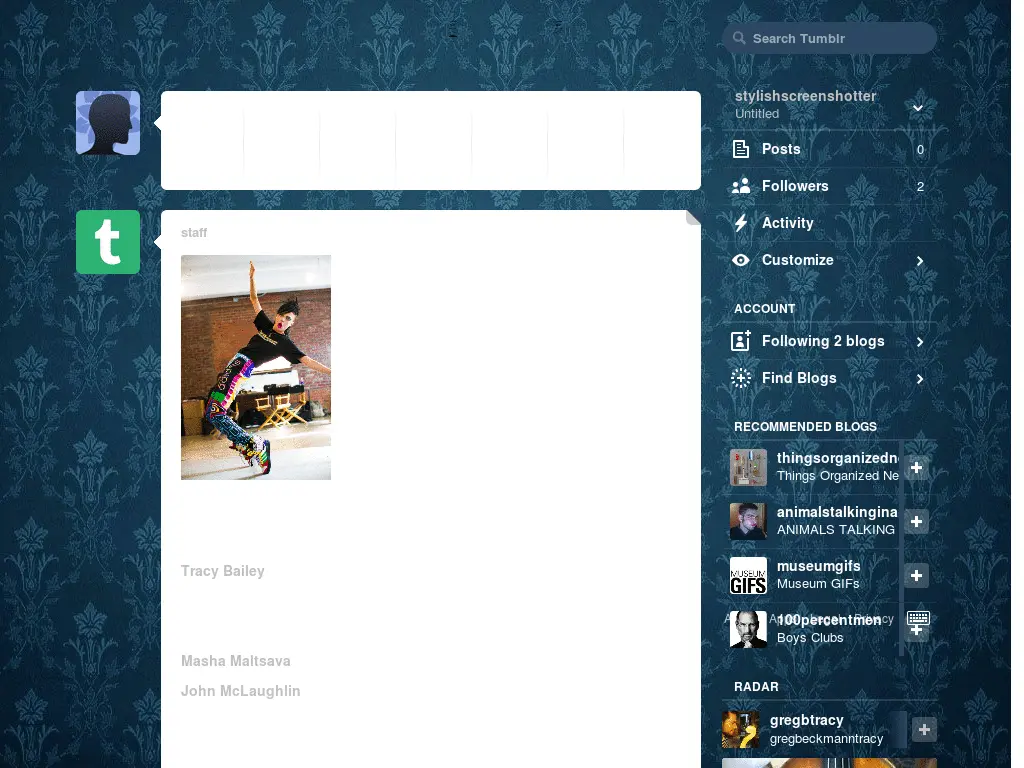 Search Tumblr
stylishscreenshotter
Untitled
Posts 0
Followers 2
Activity
Customize
ACCOUNT
Following 2 blogs
Find Blogs
RECOMMENDED BLOGS
thingsorganizedn
Things Organized Ne
animalstalkingina
ANIMALS TALKING
museumgifs
Museum GIFs
100percentmen
Privacy
Boys Clubs
RADAR
gregbtracy
gregbeckmanntracy
t
staff
Tracy Bailey
Masha Maltsava
John McLaughlin
MUSEUM
GIFS